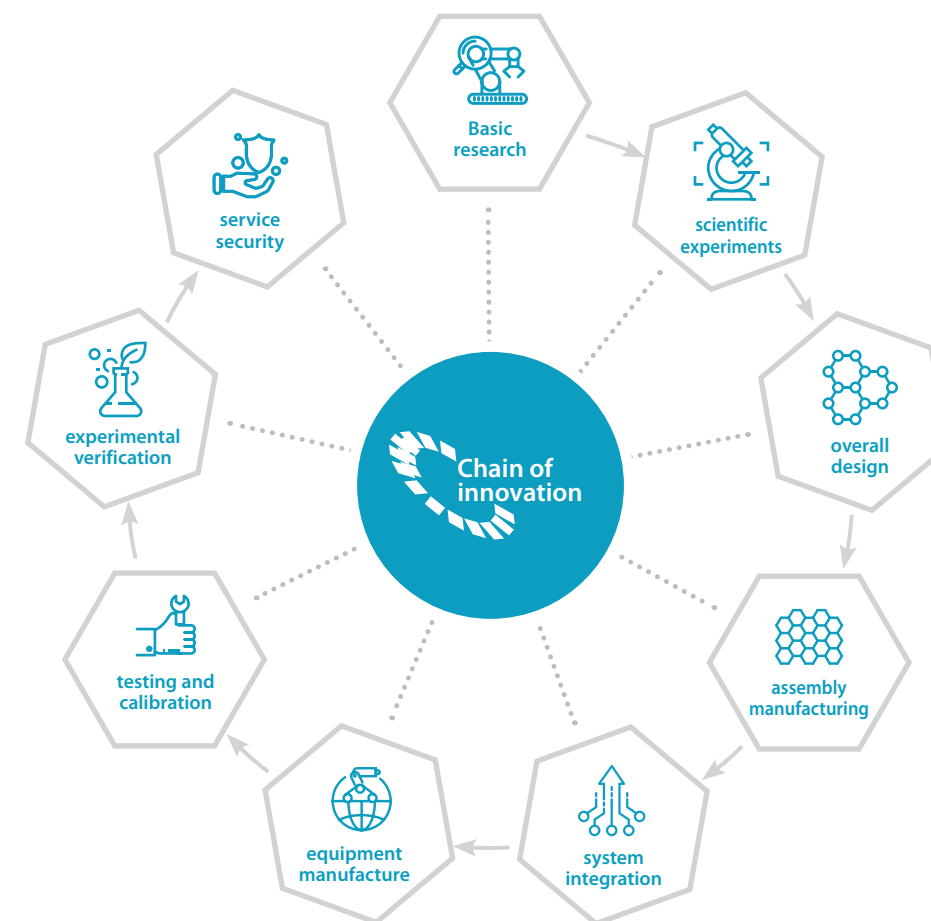 Basic
research
scientific
experiments
overall
design
assembly
manufacturing
system
integration
equipment
manufacture
testing and
calibration
experimental
verification
service
security
Chain of
innovation